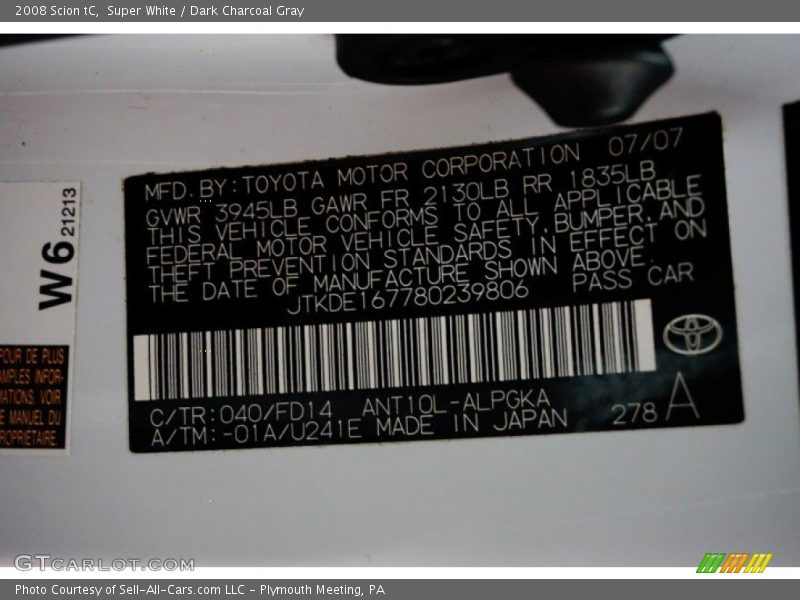 2008 Scion tC,  Super White / Dark Charcoal Gray
MFD.BY:TOYOTA MOTOR CORPORATION   07/07
GVWR 3945LB GAWR FR 2130LB RR 1835LB
THIS VEHICLE CONFORMS TO ALL APPLICABLE
FEDERAL MOTOR VEHICLE SAFETY,BUMPER,AND
THEFT PREVENTION STANDARDS IN EFFECT ON
THE DATE OF MANUFACTURE SHOWN ABOVE.
JTKDE167780239806   PASS CAR
C/TR:040/FD14   ANT10L-ALPGKA
A/TM:-01A/U241E MADE IN JAPAN   278 A
W6 21213
POUR DE PLUS
AMPLES INFOR-
MATIONS, VOIR
LE MANUEL DU
PROPRIETAIRE
GTCARLOT.COM
Photo Courtesy of Sell-All-Cars.com LLC - Plymouth Meeting, PA